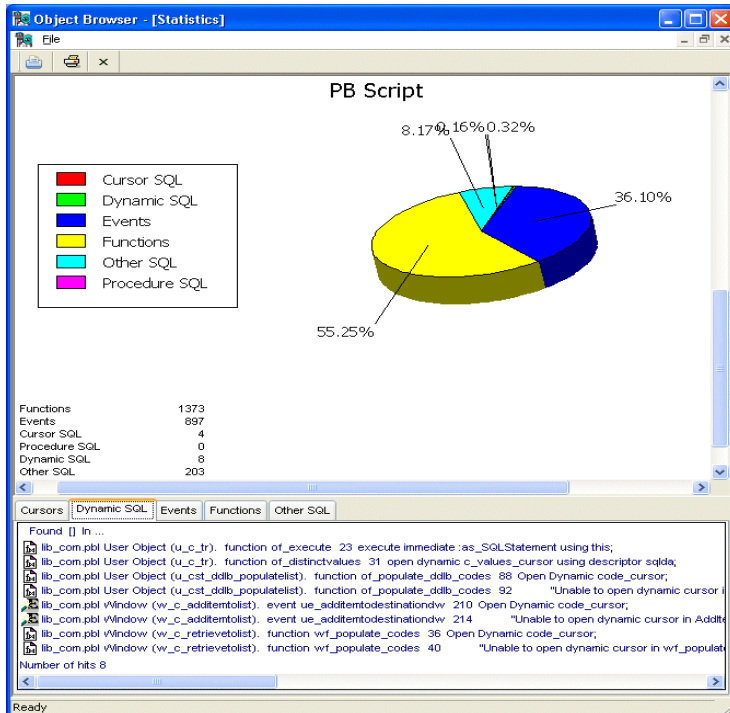 Object Browser - [Statistics]
File
PB Script
8.17% 0.16% 0.32%
36.10%
55.25%
Cursor SQL
Dynamic SQL
Events
Functions
Other SQL
Procedure SQL
Functions 1373
Events 897
Cursor SQL 4
Procedure SQL 0
Dynamic SQL 8
Other SQL 203
Cursors Dynamic SQL Events Functions Other SQL
Found [] In ...
lib_com.pbl User Object (u_c_tr). function of_execute 23 execute immediate :as_SQLStatement using this;
lib_com.pbl User Object (u_c_tr). function of_distinctvalues 31 open dynamic c_values_cursor using descriptor sqlda;
lib_com.pbl User Object (u_cst_ddlb_populatelist). function of_populate_ddlb_codes 88 Open Dynamic code_cursor;
lib_com.pbl User Object (u_cst_ddlb_populatelist). function of_populate_ddlb_codes 92 "Unable to open dynamic cursor i
lib_com.pbl Window (w_c_additemtolist). event ue_additemtodestinationdw 210 Open Dynamic code_cursor;
lib_com.pbl Window (w_c_additemtolist). event ue_additemtodestinationdw 214 "Unable to open dynamic cursor in AddIte
lib_com.pbl Window (w_c_retrievetolist). function wf_populate_codes 36 Open Dynamic code_cursor;
lib_com.pbl Window (w_c_retrievetolist). function wf_populate_codes 40 "Unable to open dynamic cursor in wf_populat
Number of hits 8
Ready